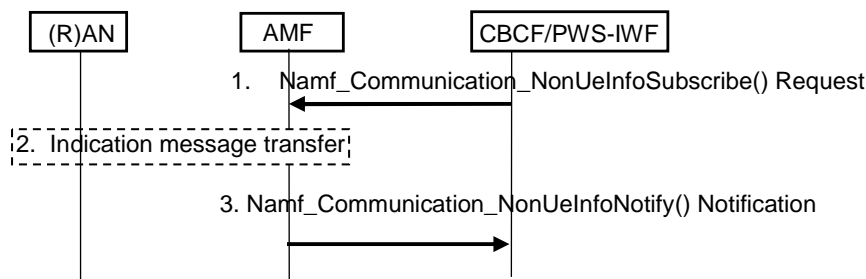 (R)AN
AMF
CBCF/PWS-IWF
1. Namf_Communication_NonUeInfoSubscribe() Request
2. Indication message transfer
3. Namf_Communication_NonUeInfoNotify() Notification